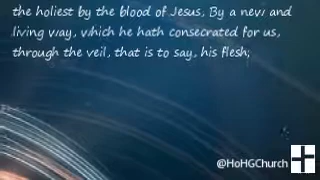 the holiest by the blood of Jesus, By a new and
living way, which he hath consecrated for us,
through the veil, that is to say, his flesh;
@HoHGChurch